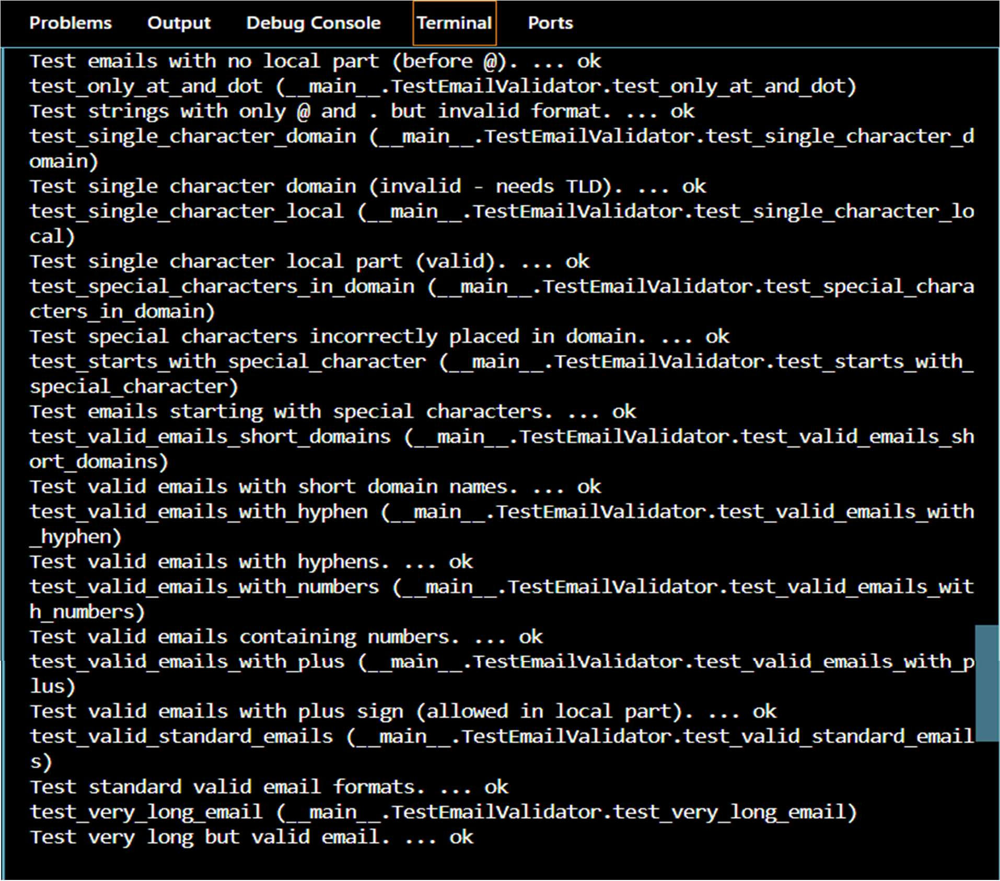 Problems Output Debug Console Terminal Ports
Test emails with no local part (before @). ... ok
test_only_at_and_dot (__main__.TestEmailValidator.test_only_at_and_dot)
Test strings with only @ and . but invalid format. ... ok
test_single_character_domain (__main__.TestEmailValidator.test_single_character_d
omain)
Test single character domain (invalid - needs TLD). ... ok
test_single_character_local (__main__.TestEmailValidator.test_single_character_lo
cal)
Test single character local part (valid). ... ok
test_special_characters_in_domain (__main__.TestEmailValidator.test_special_chara
cters_in_domain)
Test special characters incorrectly placed in domain. ... ok
test_starts_with_special_character (__main__.TestEmailValidator.test_starts_with_
special_character)
Test emails starting with special characters. ... ok
test_valid_emails_short_domains (__main__.TestEmailValidator.test_valid_emails_sh
ort_domains)
Test valid emails with short domain names. ... ok
test_valid_emails_with_hyphen (__main__.TestEmailValidator.test_valid_emails_with
_hyphen)
Test valid emails with hyphens. ... ok
test_valid_emails_with_numbers (__main__.TestEmailValidator.test_valid_emails_wit
h_numbers)
Test valid emails containing numbers. ... ok
test_valid_emails_with_plus (__main__.TestEmailValidator.test_valid_emails_with_p
lus)
Test valid emails with plus sign (allowed in local part). ... ok
test_valid_standard_emails (__main__.TestEmailValidator.test_valid_standard_email
s)
Test standard valid email formats. ... ok
test_very_long_email (__main__.TestEmailValidator.test_very_long_email)
Test very long but valid email. ... ok